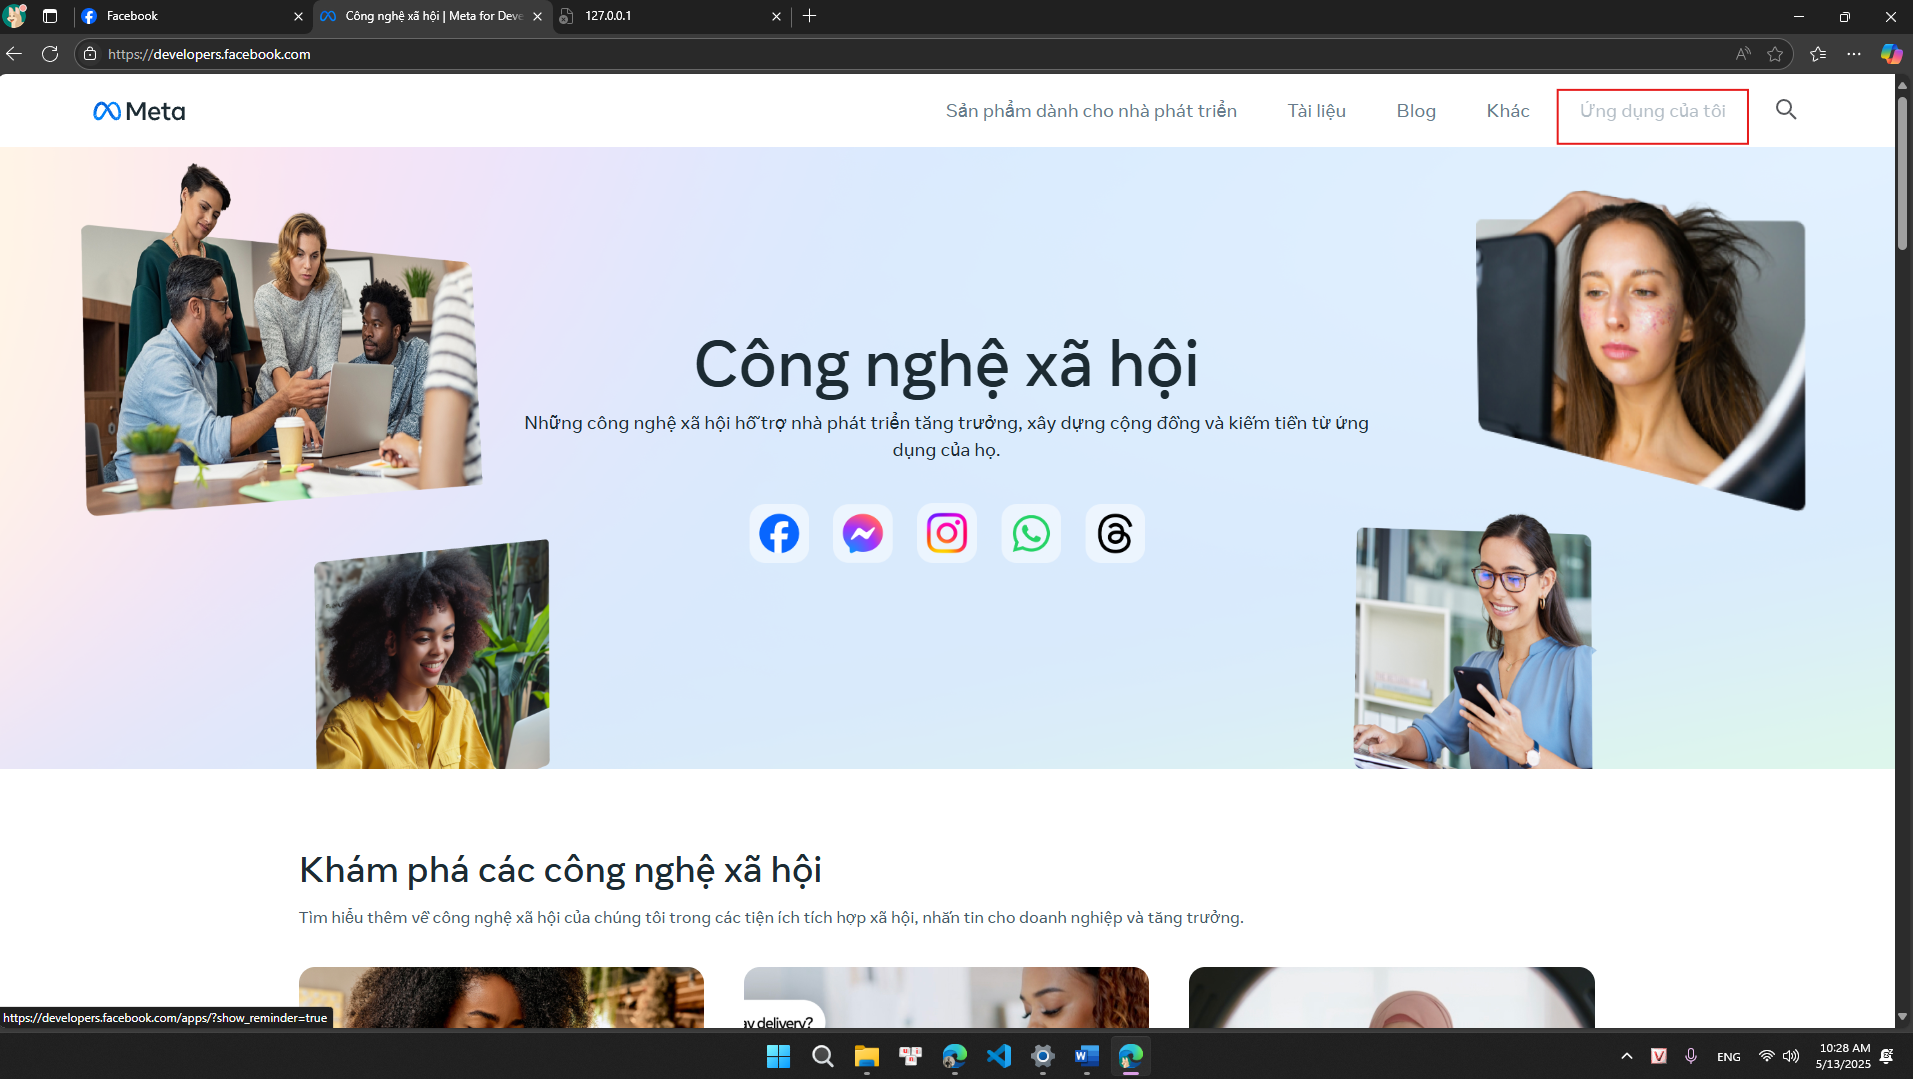 Facebook
Công nghệ xã hội | Meta for Deve
127.0.0.1
https://developers.facebook.com
Meta
Sản phẩm dành cho nhà phát triển
Tài liệu
Blog
Khác
Ứng dụng của tôi
Công nghệ xã hội
Những công nghệ xã hội hỗ trợ nhà phát triển tăng trưởng, xây dựng cộng đồng và kiếm tiền từ ứng
dụng của họ.
Khám phá các công nghệ xã hội
Tìm hiểu thêm về công nghệ xã hội của chúng tôi trong các tiện ích tích hợp xã hội, nhắn tin cho doanh nghiệp và tăng trưởng.
ay delivery?
https://developers.facebook.com/apps/?show_reminder=true
ENG
10:28 AM
5/13/2025